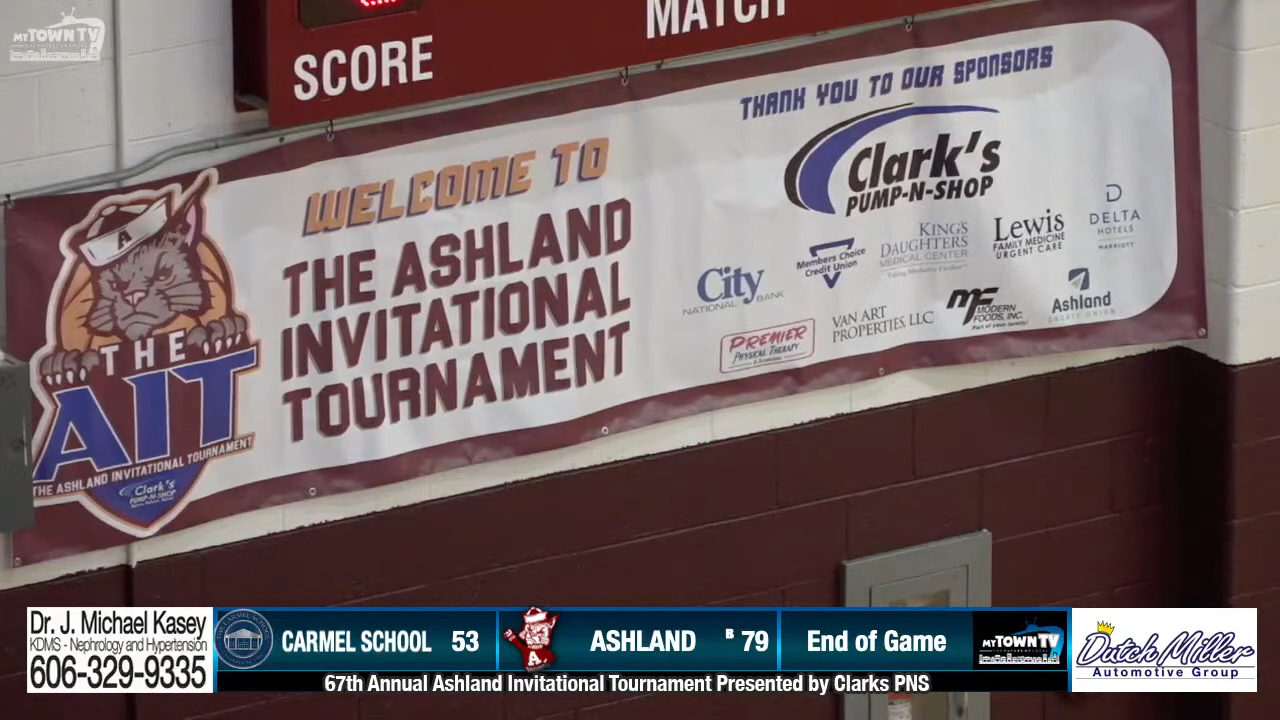 MY TOWN TV
SCORE
MATCH
WELCOME TO
THE ASHLAND
INVITATIONAL
TOURNAMENT
A
THE
AIT
THE ASHLAND INVITATIONAL TOURNAMENT
Clark's
PUMP-N-SHOP
THANK YOU TO OUR SPONSORS
Clark's
PUMP-N-SHOP
City
NATIONAL BANK
Members Choice
Credit Union
KING'S
DAUGHTERS
MEDICAL CENTER
Lewis
FAMILY MEDICINE
URGENT CARE
D
DELTA
HOTELS
MARRIOTT
PREMIER
PHYSICAL THERAPY
VAN ART
PROPERTIES, LLC
MF
MODERN
FOODS, INC.
Ashland
CREDIT UNION
Dr. J. Michael Kasey
KDMS - Nephrology and Hypertension
606-329-9335
CARMEL SCHOOL 53
A
ASHLAND B 79
End of Game
MY TOWN TV
Dutch Miller
Automotive Group
67th Annual Ashland Invitational Tournament Presented by Clarks PNS